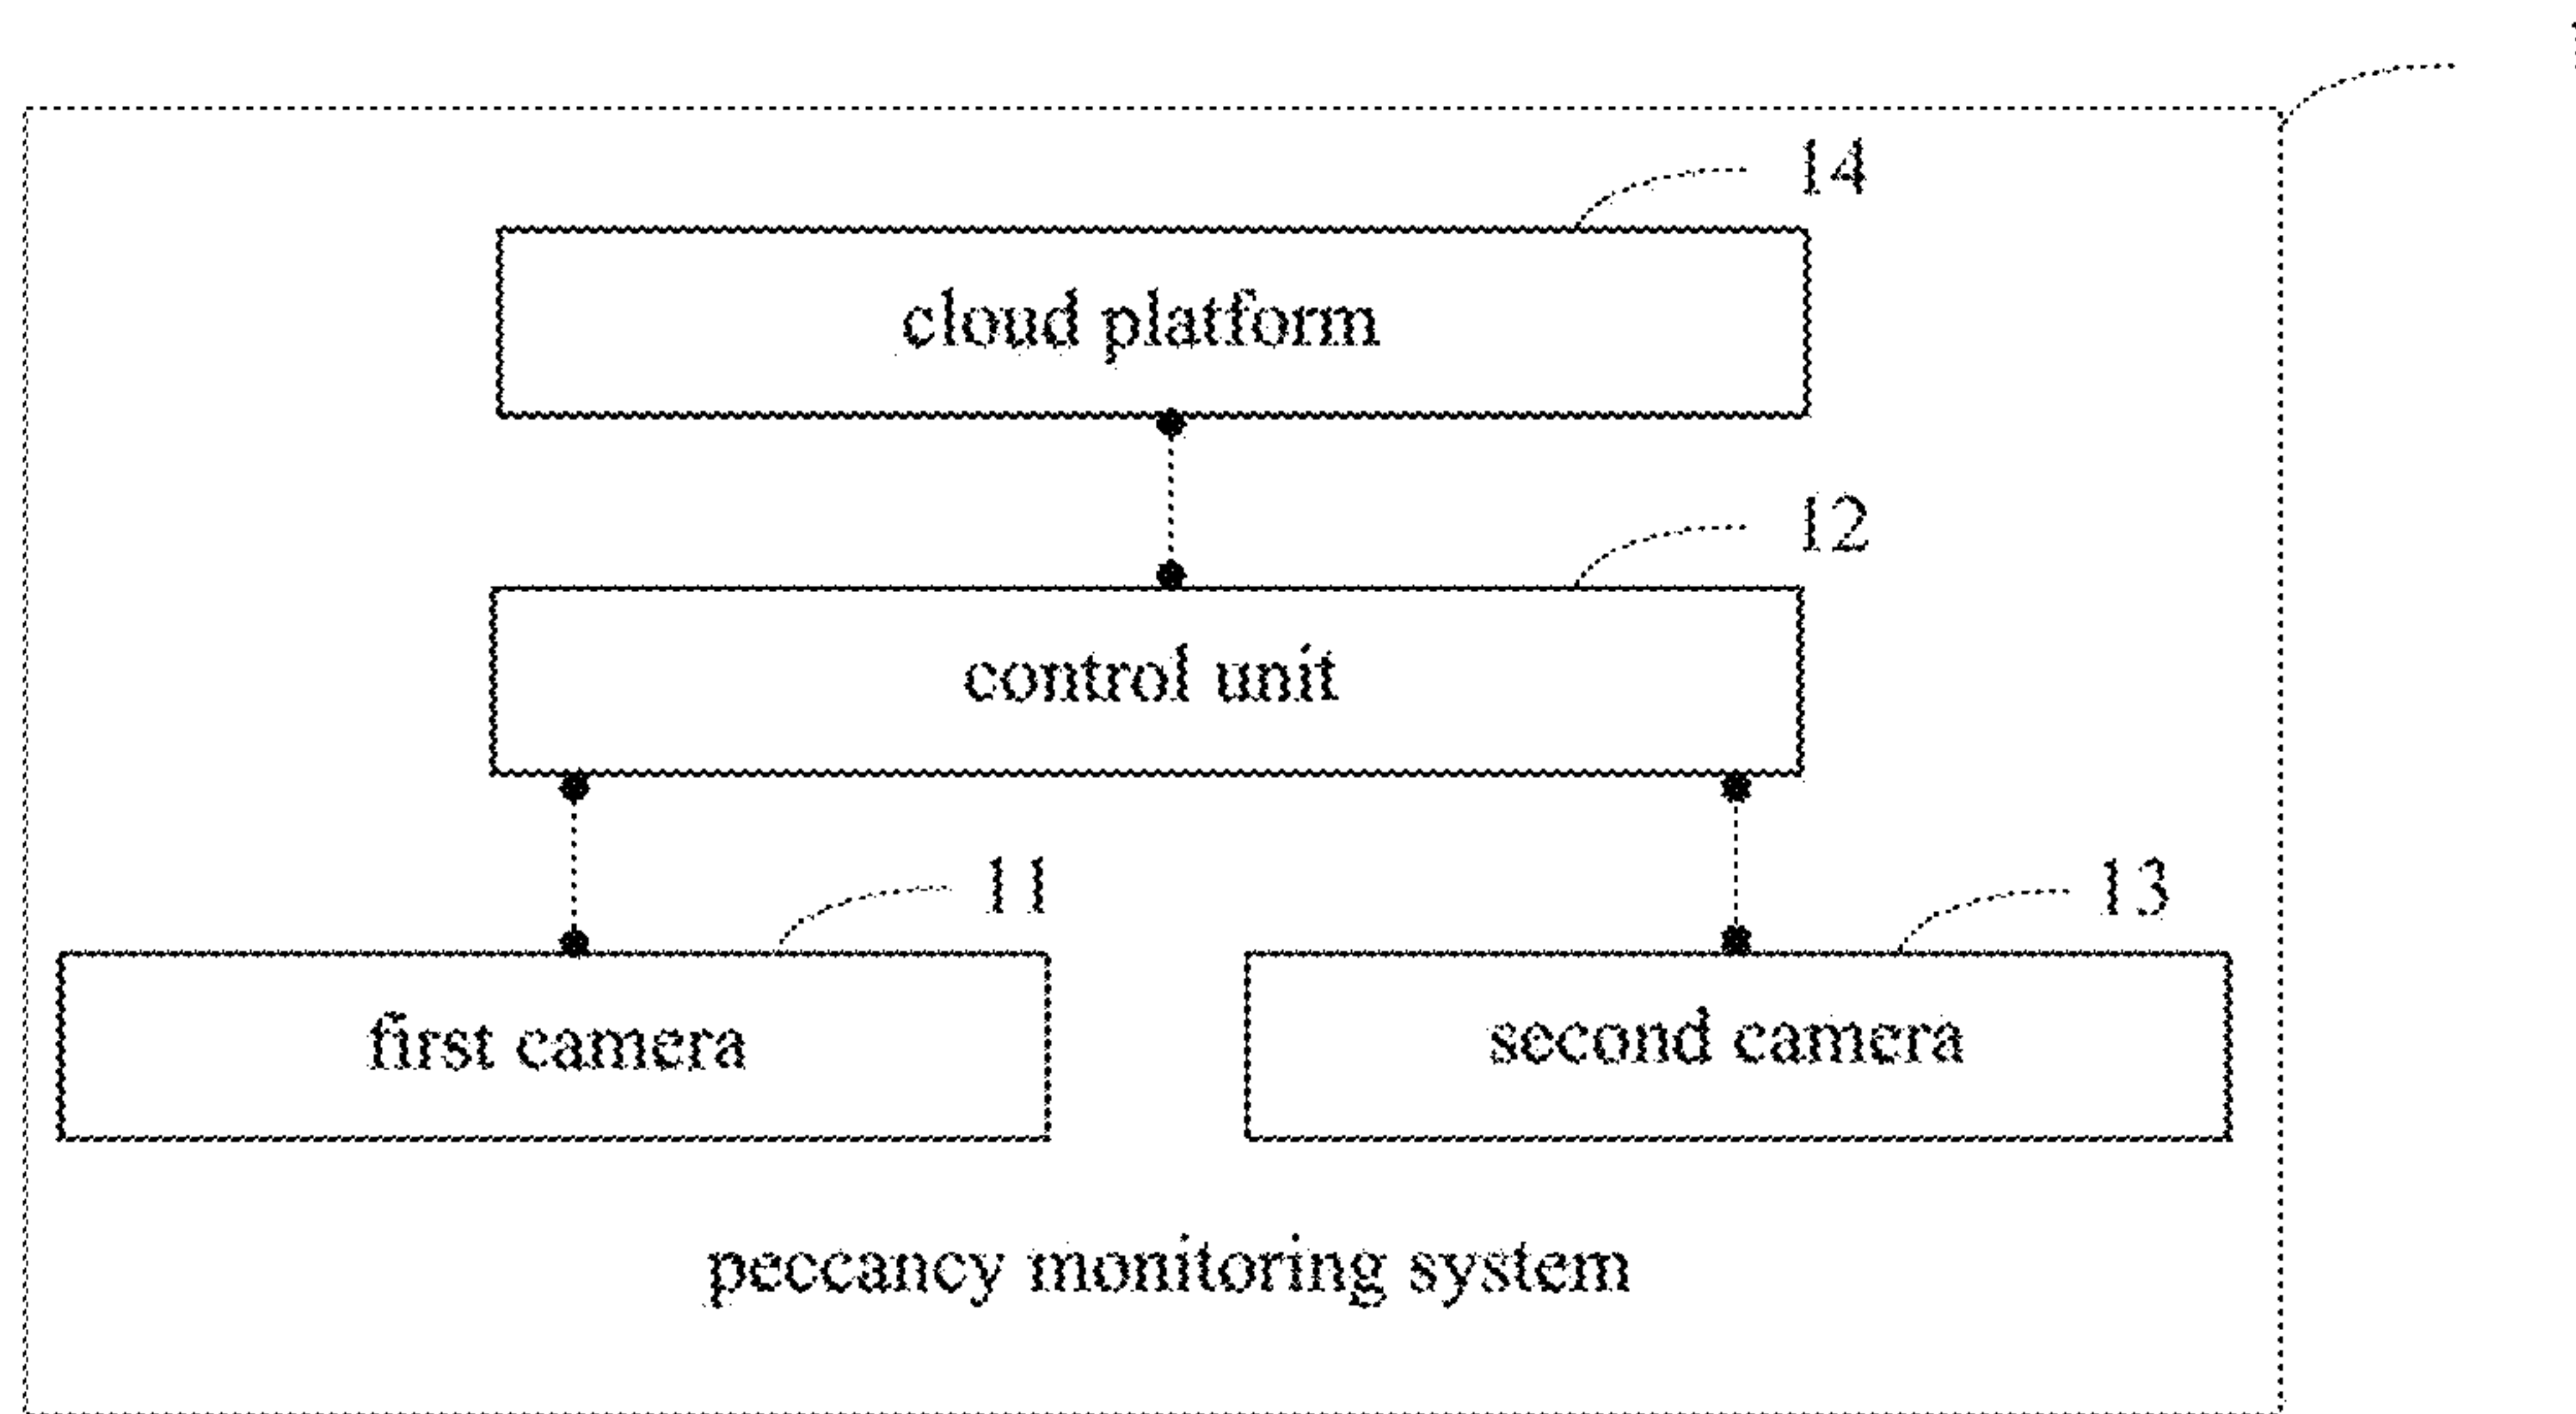 14
cloud platform
12
control unit
11
13
first camera
second camera
peccancy monitoring system